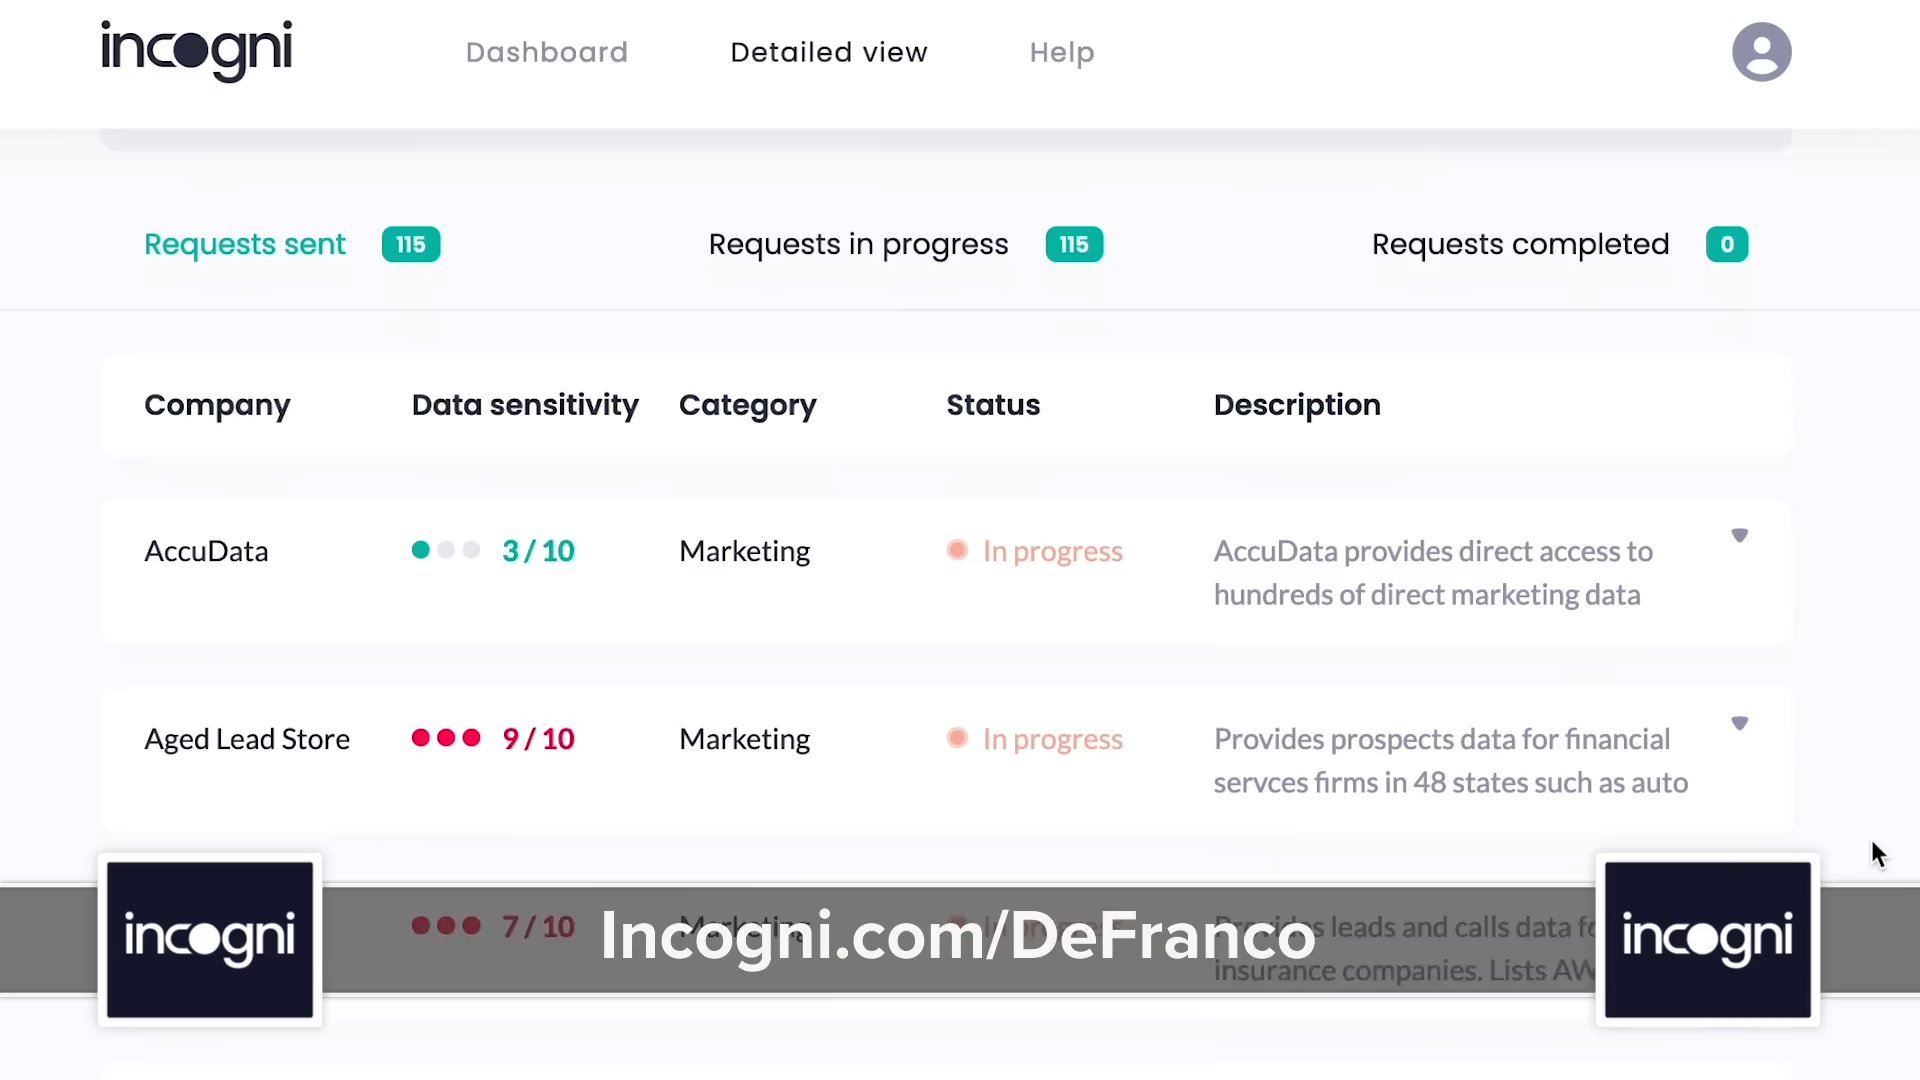 incogni
Dashboard
Detailed view
Help
Requests sent 115
Requests in progress 115
Requests completed 0
Company
Data sensitivity
Category
Status
Description
AccuData
3 / 10
Marketing
In progress
AccuData provides direct access to
hundreds of direct marketing data
Aged Lead Store
9 / 10
Marketing
In progress
Provides prospects data for financial
servces firms in 48 states such as auto
7 / 10
Marketing
Provides leads and calls data
insurance companies. Lists
incogni
Incogni.com/DeFranco
incogni